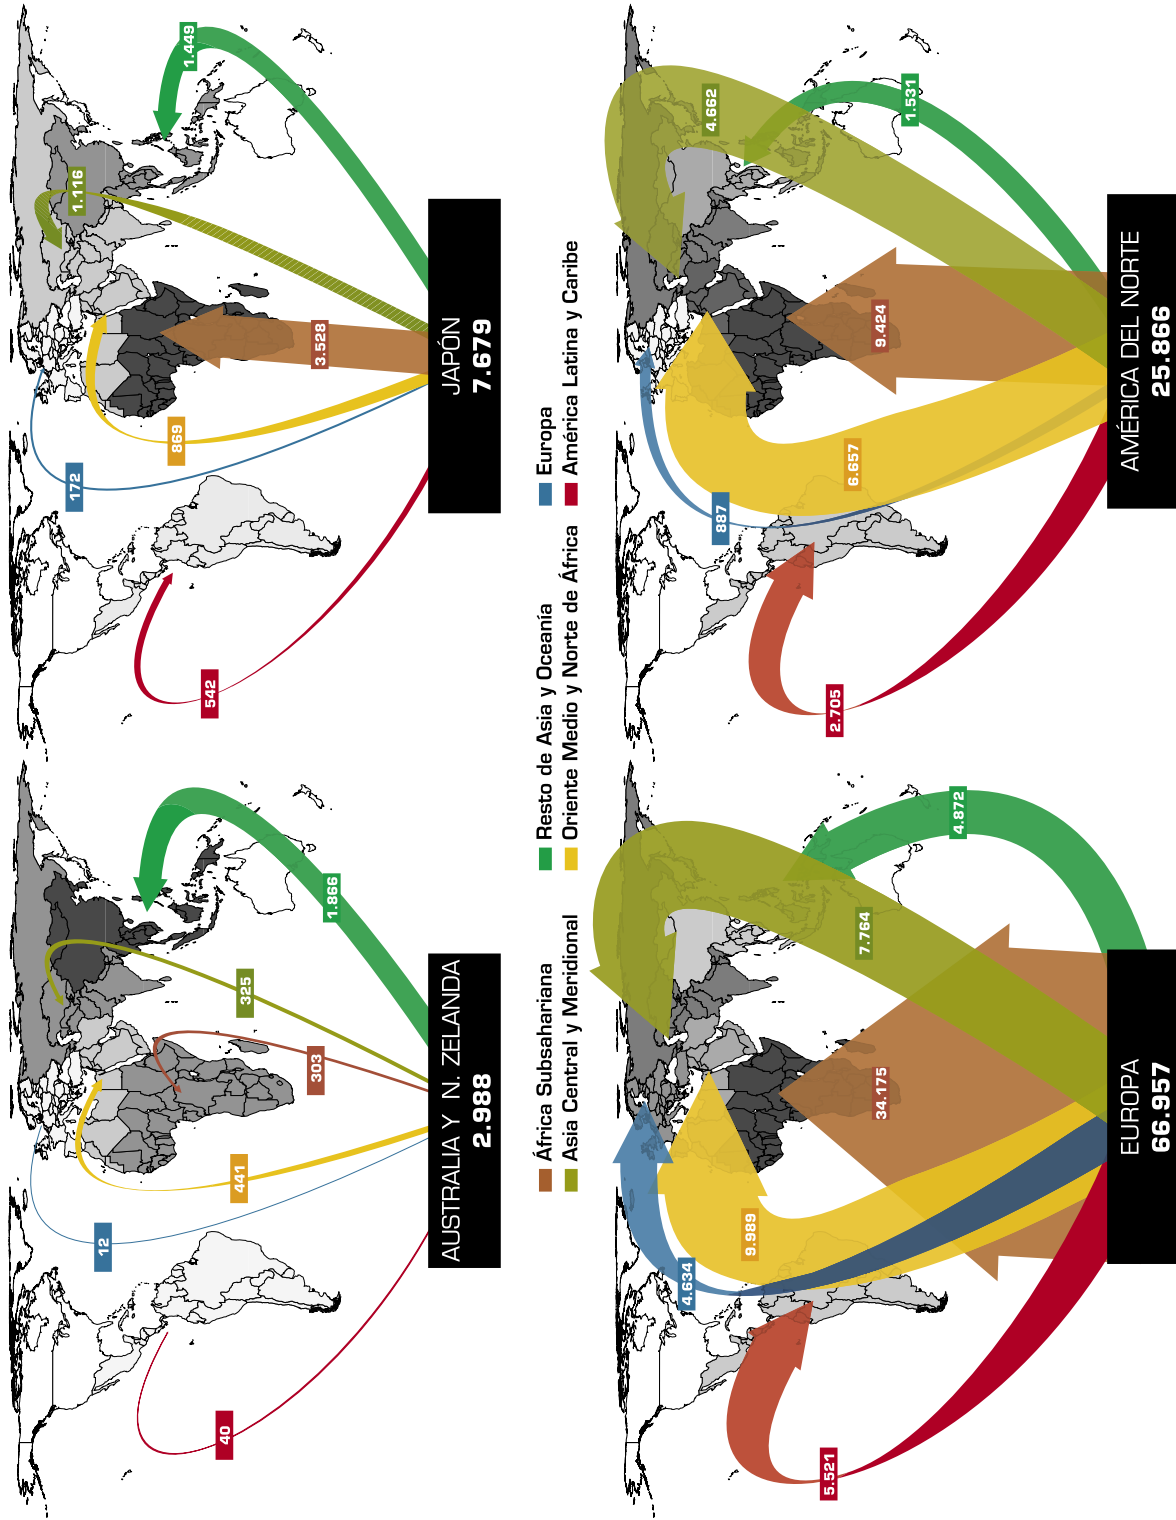 12
441
303
325
1.866
40
AUSTRALIA Y N. ZELANDA
2.988
172
869
3.528
1.116
1.449
542
JAPÓN
7.679
África Subsahariana
Resto de Asia y Oceanía
Europa
Asia Central y Meridional
Oriente Medio y Norte de África
América Latina y Caribe
4.634
9.989
34.175
7.764
4.872
5.521
EUROPA
66.957
887
6.657
9.424
4.662
1.531
2.705
AMÉRICA DEL NORTE
25.866